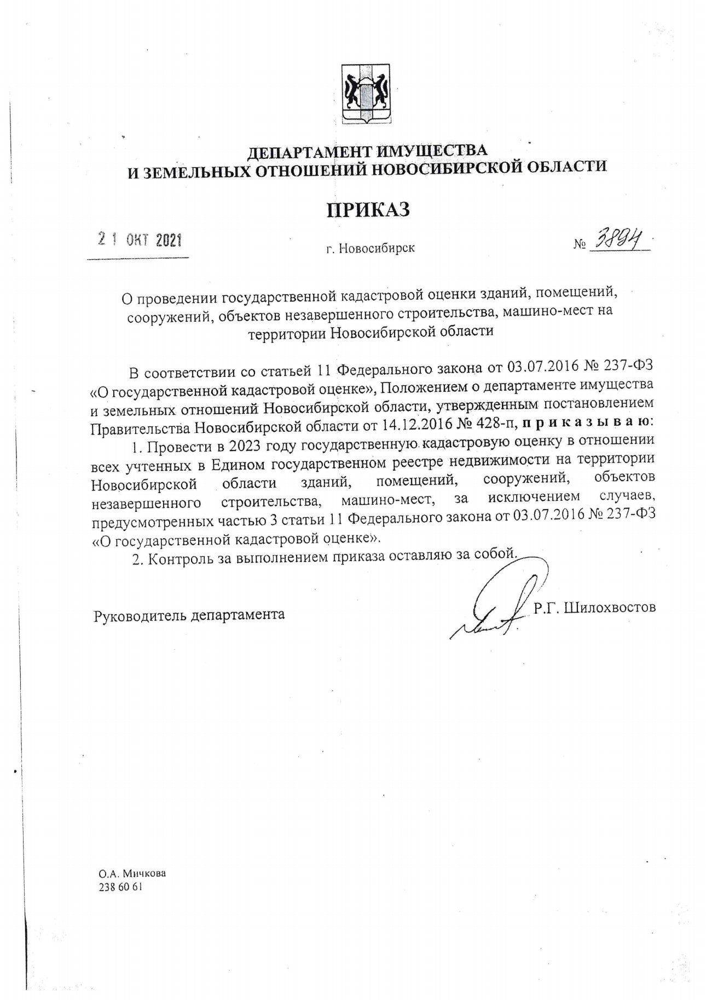 ДЕПАРТАМЕНТ ИМУЩЕСТВА
И ЗЕМЕЛЬНЫХ ОТНОШЕНИЙ НОВОСИБИРСКОЙ ОБЛАСТИ
ПРИКАЗ
21 ОКТ 2021
г. Новосибирск
№ 3894
О проведении государственной кадастровой оценки зданий, помещений,
сооружений, объектов незавершенного строительства, машино-мест на
территории Новосибирской области
В соответствии со статьей 11 Федерального закона от 03.07.2016 № 237-ФЗ
«О государственной кадастровой оценке», Положением о департаменте имущества
и земельных отношений Новосибирской области, утвержденным постановлением
Правительства Новосибирской области от 14.12.2016 № 428-п, п р и к а з ы в а ю:
1. Провести в 2023 году государственную кадастровую оценку в отношении
всех учтенных в Едином государственном реестре недвижимости на территории
Новосибирской области зданий, помещений, сооружений, объектов
незавершенного строительства, машино-мест, за исключением случаев,
предусмотренных частью 3 статьи 11 Федерального закона от 03.07.2016 № 237-ФЗ
«О государственной кадастровой оценке».
2. Контроль за выполнением приказа оставляю за собой.
Руководитель департамента
Р.Г. Шилохвостов
О.А. Мичкова
238 60 61